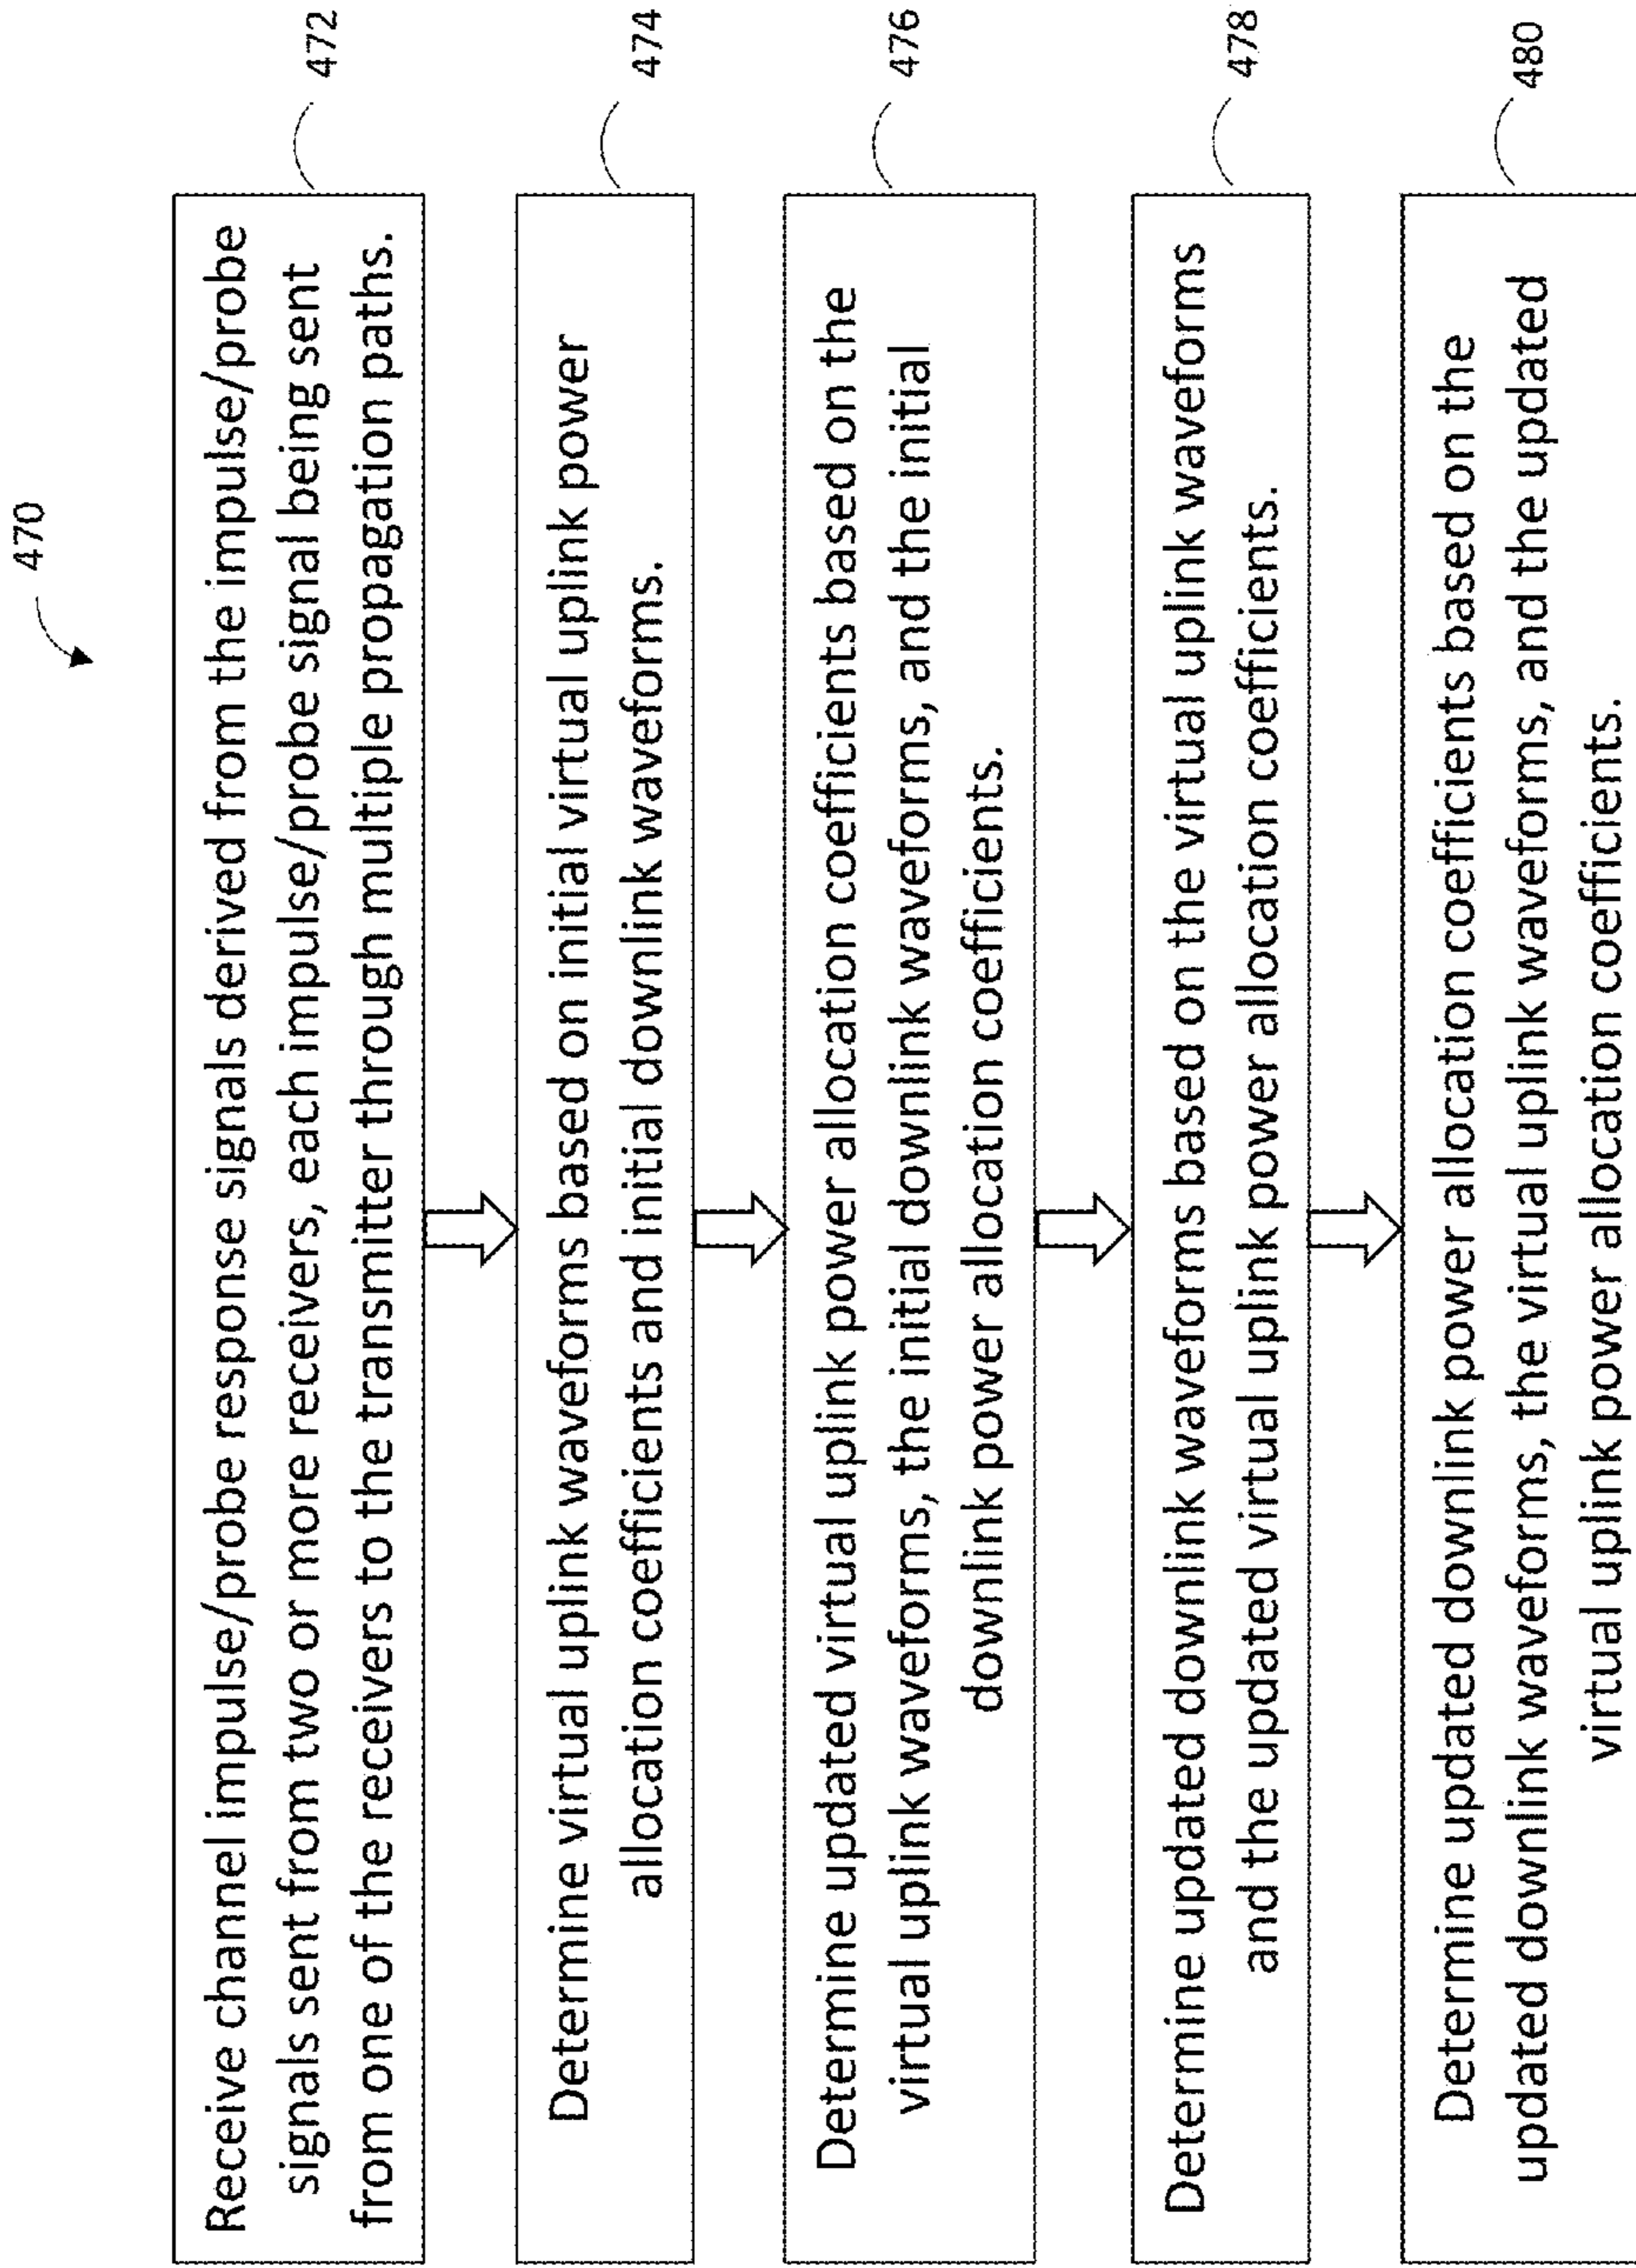 470
Receive channel impulse/probe response signals derived from the impulse/probe
signals sent from two or more receivers, each impulse/probe signal being sent
from one of the receivers to the transmitter through multiple propagation paths.
472
Determine virtual uplink waveforms based on initial virtual uplink power
allocation coefficients and initial downlink waveforms.
474
Determine updated virtual uplink power allocation coefficients based on the
virtual uplink waveforms, the initial downlink waveforms, and the initial
downlink power allocation coefficients.
476
Determine updated downlink waveforms based on the virtual uplink waveforms
and the updated virtual uplink power allocation coefficients.
478
Determine updated downlink power allocation coefficients based on the
updated downlink waveforms, the virtual uplink waveforms, and the updated
virtual uplink power allocation coefficients.
480